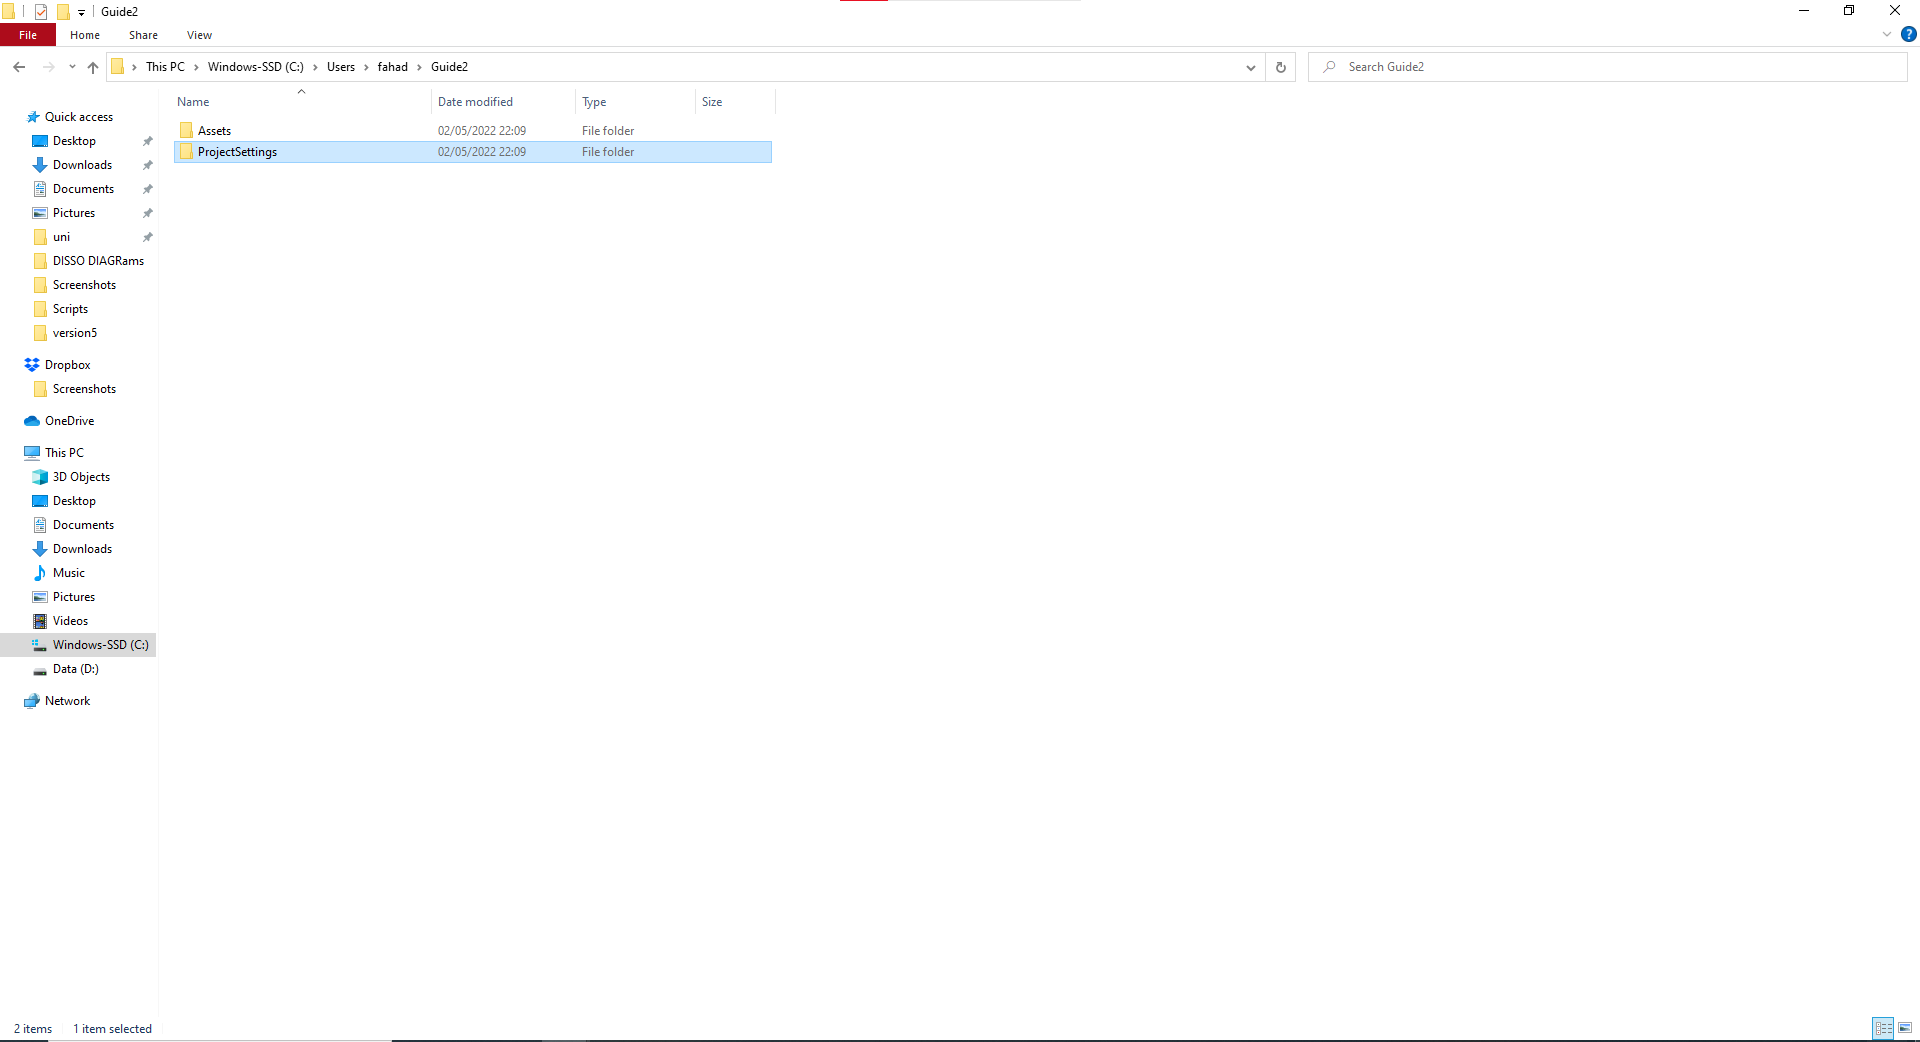 Guide2
File Home Share View
This PC Windows-SSD (C:) Users fahad Guide2
Search Guide2
Name Date modified Type Size
Assets 02/05/2022 22:09 File folder
ProjectSettings 02/05/2022 22:09 File folder
Quick access
Desktop
Downloads
Documents
Pictures
uni
DISSO DIAGRams
Screenshots
Scripts
version5
Dropbox
Screenshots
OneDrive
This PC
3D Objects
Desktop
Documents
Downloads
Music
Pictures
Videos
Windows-SSD (C:)
Data (D:)
Network
2 items 1 item selected